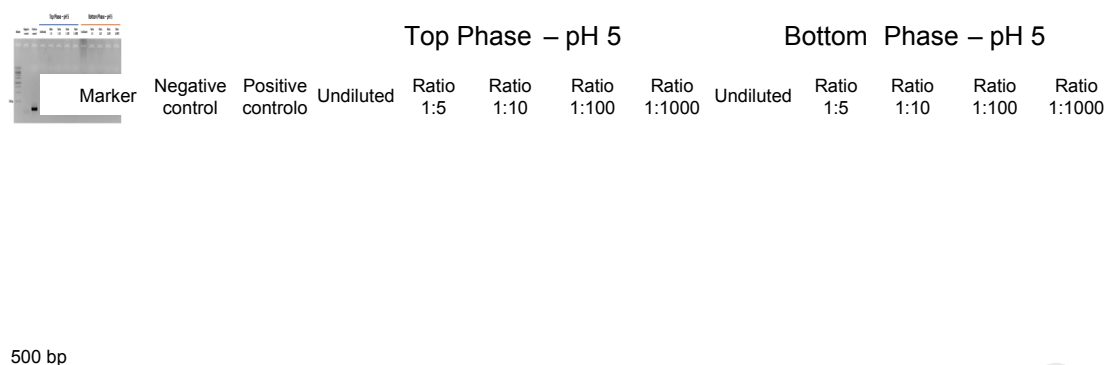 Top Phase – pH 5 Bottom Phase – pH 5
Marker Negative control Positive controlo Undiluted Ratio 1:5 Ratio 1:10 Ratio 1:100 Ratio 1:1000 Undiluted Ratio 1:5 Ratio 1:10 Ratio 1:100 Ratio 1:1000
500 bp